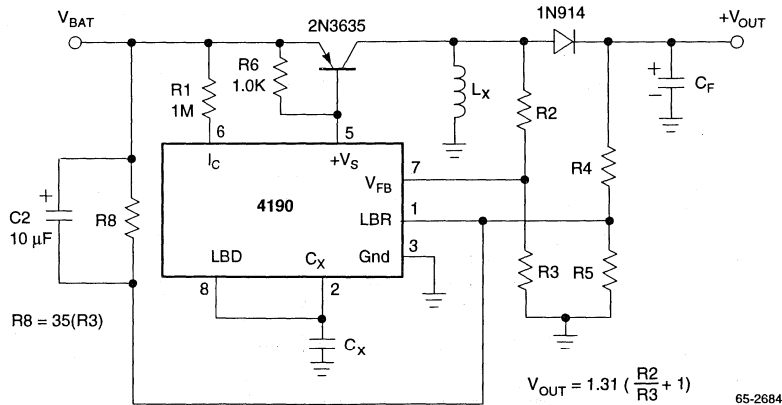 V_BAT
2N3635
1N914
+V_OUT
R6
1.0K
R1
1M
L_X
R2
C_F
+
−
6
5
I_C
+V_S
7
V_FB
4190
R4
LBR
1
+
C2
10 µF
R8
LBD
C_X
Gnd
3
R3
R5
8
2
R8 = 35(R3)
C_X
V_OUT = 1.31 ( R2/R3 + 1)
65-2684